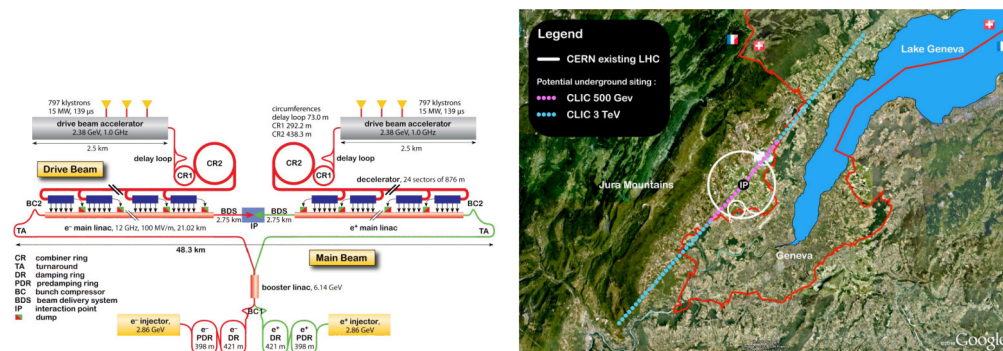 797 klystrons
15 MW, 139 µs
drive beam accelerator
2.38 GeV, 1.0 GHz
2.5 km
delay loop
CR1
CR2
circumferences
delay loop 73.0 m
CR1 292.2 m
CR2 438.3 m
797 klystrons
15 MW, 139 µs
drive beam accelerator
2.38 GeV, 1.0 GHz
2.5 km
delay loop
CR2
CR1
Drive Beam
decelerator, 24 sectors of 876 m
BC2
BDS
2.75 km
IP
BDS
2.75 km
BC2
TA
e– main linac, 12 GHz, 100 MV/m, 21.02 km
e+ main linac
TA
48.3 km
Main Beam
CR combiner ring
TA turnaround
DR damping ring
PDR predamping ring
BC bunch compressor
BDS beam delivery system
IP interaction point
dump
booster linac, 6.14 GeV
BC1
e– injector,
2.86 GeV
e–
PDR
398 m
e–
DR
421 m
e+
DR
421 m
e+
PDR
398 m
e+ injector,
2.86 GeV
Legend
CERN existing LHC
Potential underground siting :
CLIC 500 Gev
CLIC 3 TeV
Lake Geneva
Jura Mountains
IP
Geneva
Google